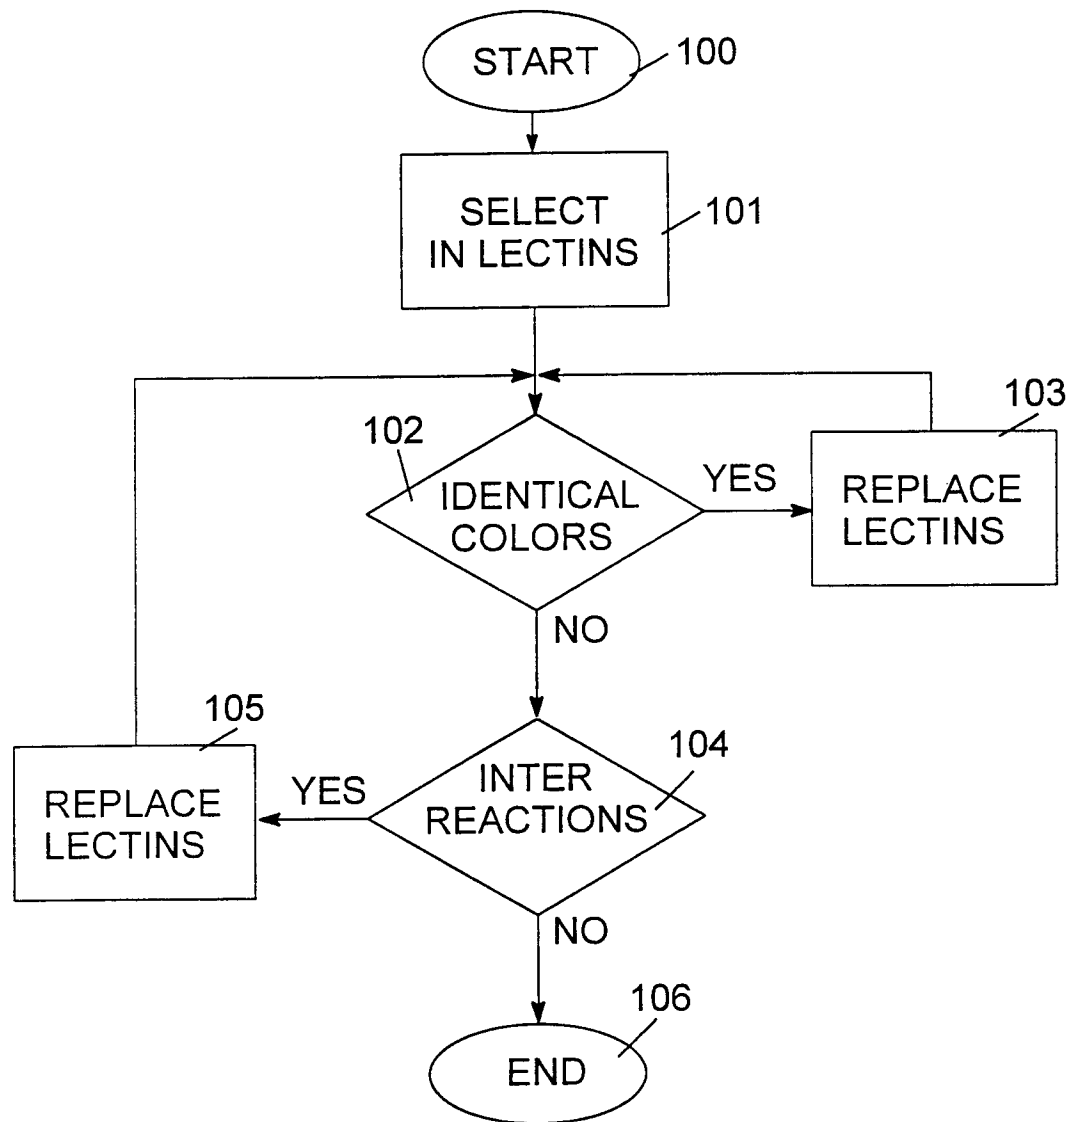 START
100
SELECT
IN LECTINS
101
102
IDENTICAL
COLORS
YES
103
REPLACE
LECTINS
NO
105
REPLACE
LECTINS
YES
INTER
REACTIONS
104
NO
106
END